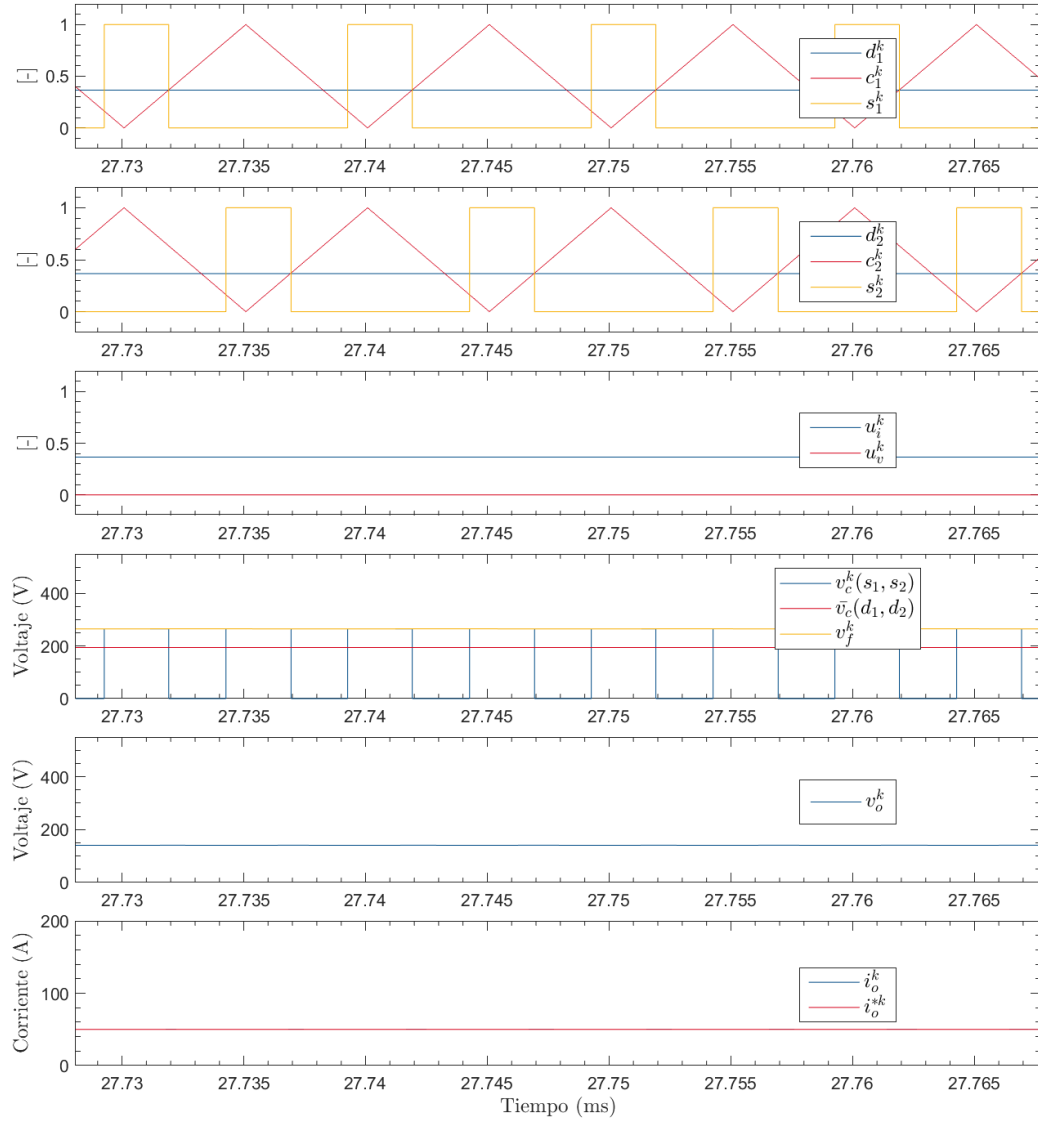 1
0.5
0
[-]
d_1^k
c_1^k
s_1^k
27.73 27.735 27.74 27.745 27.75 27.755 27.76 27.765
1
0.5
0
[-]
d_2^k
c_2^k
s_2^k
27.73 27.735 27.74 27.745 27.75 27.755 27.76 27.765
1
0.5
0
[-]
u_i^k
u_v^k
27.73 27.735 27.74 27.745 27.75 27.755 27.76 27.765
400
200
0
Voltaje (V)
v_c^k(s_1, s_2)
v̄_c(d_1, d_2)
v_f^k
27.73 27.735 27.74 27.745 27.75 27.755 27.76 27.765
400
200
0
Voltaje (V)
v_o^k
27.73 27.735 27.74 27.745 27.75 27.755 27.76 27.765
200
100
0
Corriente (A)
i_o^k
i_o^{*k}
27.73 27.735 27.74 27.745 27.75 27.755 27.76 27.765
Tiempo (ms)